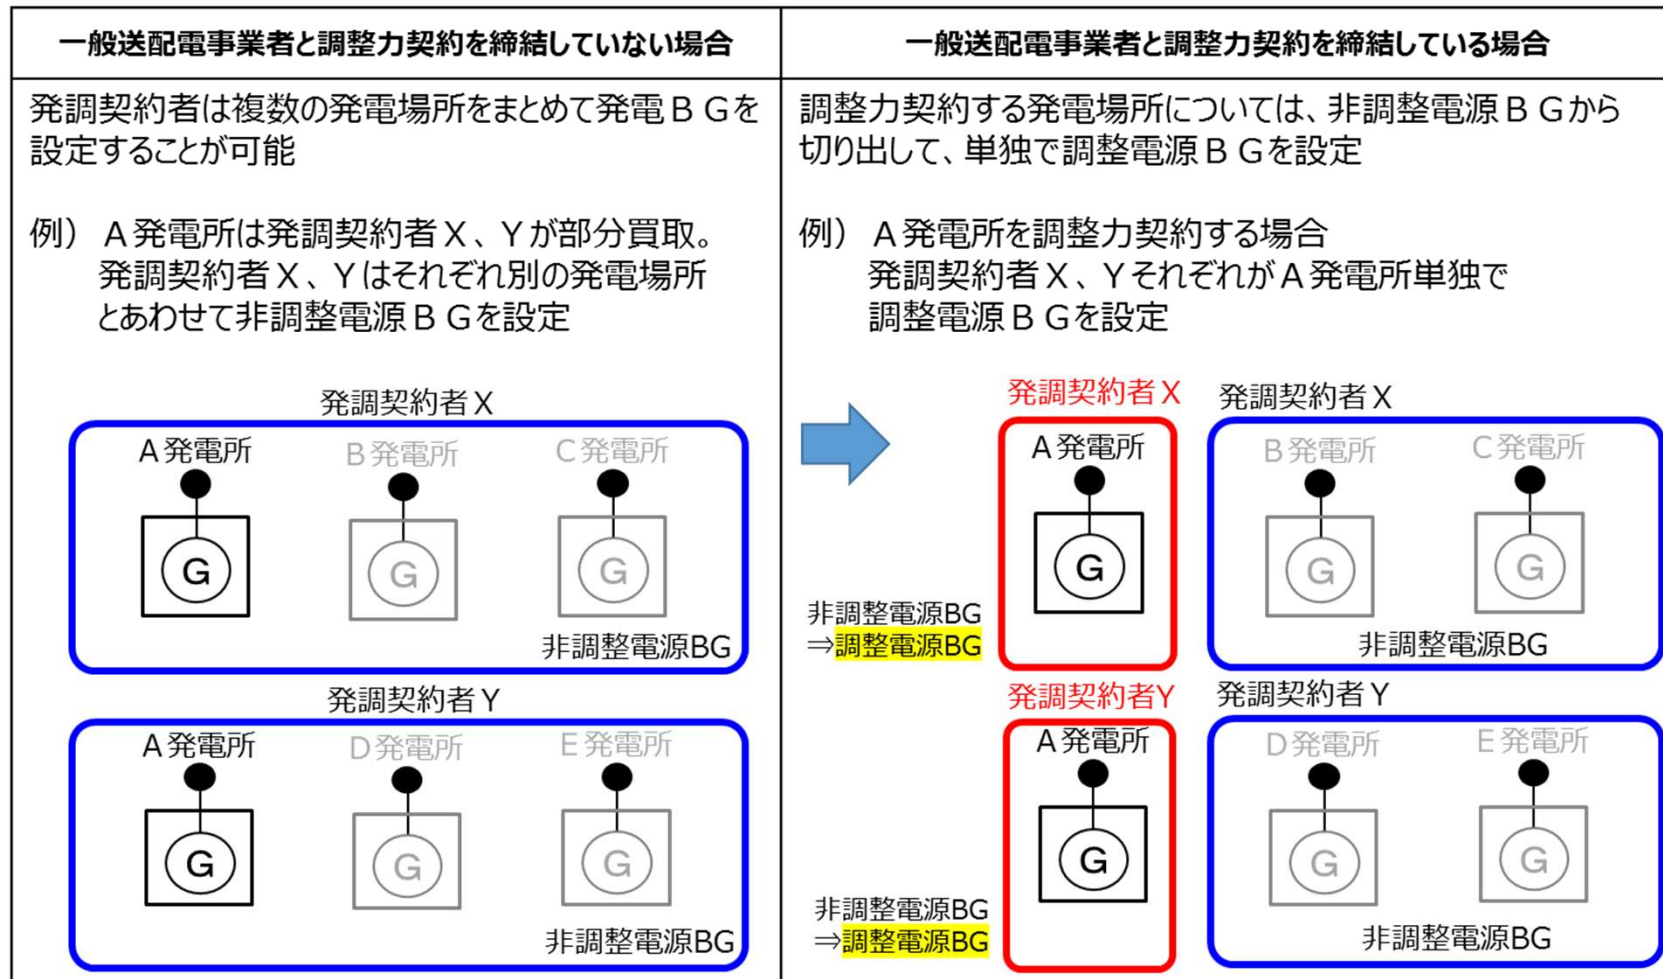 一般送配電事業者と調整力契約を締結していない場合
発調契約者は複数の発電場所をまとめて発電ＢＧを
設定することが可能
例） Ａ発電所は発調契約者Ｘ、Ｙが部分買取。
発調契約者Ｘ、Ｙはそれぞれ別の発電場所
とあわせて非調整電源ＢＧを設定
発調契約者Ｘ
Ａ発電所 Ｂ発電所 Ｃ発電所
G G G
非調整電源BG
発調契約者Ｙ
Ａ発電所 Ｄ発電所 Ｅ発電所
G G G
非調整電源BG
一般送配電事業者と調整力契約を締結している場合
調整力契約する発電場所については、非調整電源ＢＧから
切り出して、単独で調整電源ＢＧを設定
例） Ａ発電所を調整力契約する場合
発調契約者Ｘ、ＹそれぞれがＡ発電所単独で
調整電源ＢＧを設定
発調契約者Ｘ 発調契約者Ｘ
Ａ発電所 Ｂ発電所 Ｃ発電所
G G G
非調整電源BG
⇒調整電源BG
非調整電源BG
発調契約者Y 発調契約者Ｙ
Ａ発電所 Ｄ発電所 Ｅ発電所
G G G
非調整電源BG
⇒調整電源BG
非調整電源BG